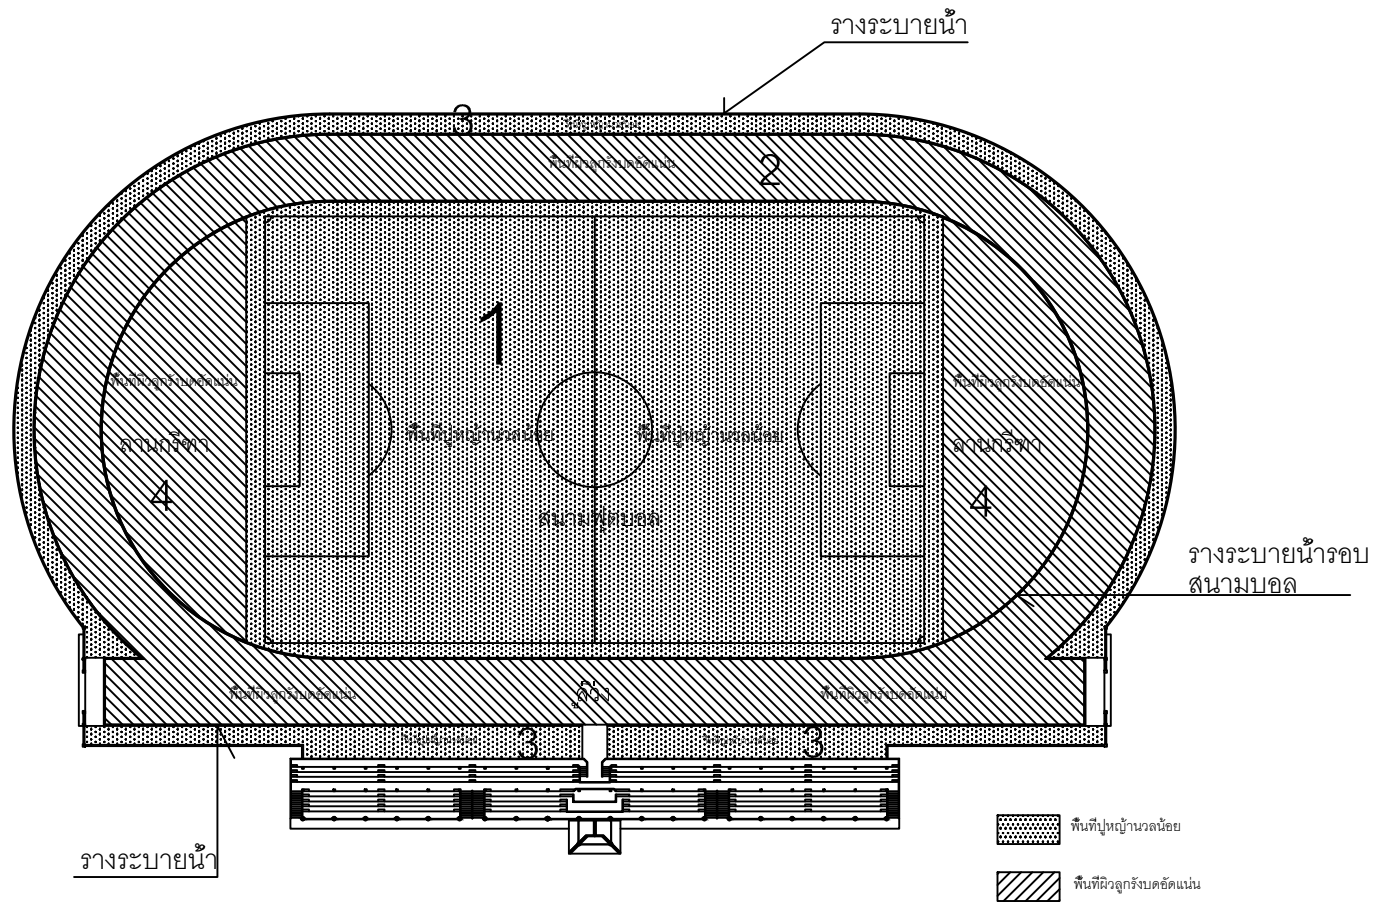 รางระบายน้ำ
3
2
พื้นที่ผิวลูกรังบดอัดแน่น
1
พื้นที่ผิวลูกรังบดอัดแน่น
พื้นที่ผิวลูกรังบดอัดแน่น
พื้นที่ปูหญ้านวลน้อย
พื้นที่ปูหญ้านวลน้อย
ลานกรีฑา
ลานกรีฑา
4
4
สนามฟุตบอล
รางระบายน้ำรอบ
สนามบอล
พื้นที่ผิวลูกรังบดอัดแน่น
ลู่วิ่ง
พื้นที่ผิวลูกรังบดอัดแน่น
3
3
พื้นที่ปูหญ้านวลน้อย
รางระบายน้ำ
พื้นที่ผิวลูกรังบดอัดแน่น